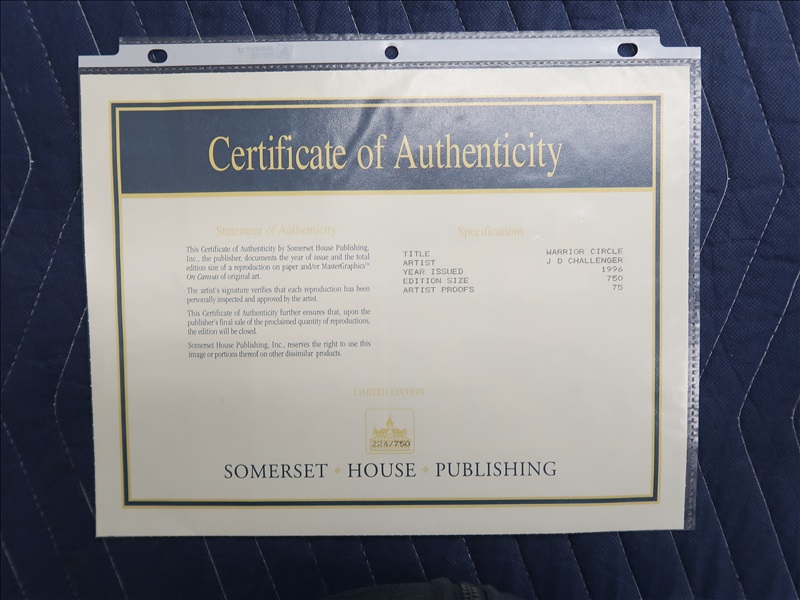 Certificate of Authenticity
Statement of Authenticity
This Certificate of Authenticity by Somerset House Publishing,
Inc., the publisher, documents the year of issue and the total
edition size of a reproduction on paper and/or MasterGraphics™
On Canvas of original art.
The artist's signature verifies that each reproduction has been
personally inspected and approved by the artist.
This Certificate of Authenticity further ensures that, upon the
publisher's final sale of the proclaimed quantity of reproductions,
the edition will be closed.
Somerset House Publishing, Inc., reserves the right to use this
image or portions thereof on other dissimilar products.
Specifications
TITLE WARRIOR CIRCLE
ARTIST J D CHALLENGER
YEAR ISSUED 1996
EDITION SIZE 750
ARTIST PROOFS 75
LIMITED EDITION
223/750
SOMERSET HOUSE PUBLISHING